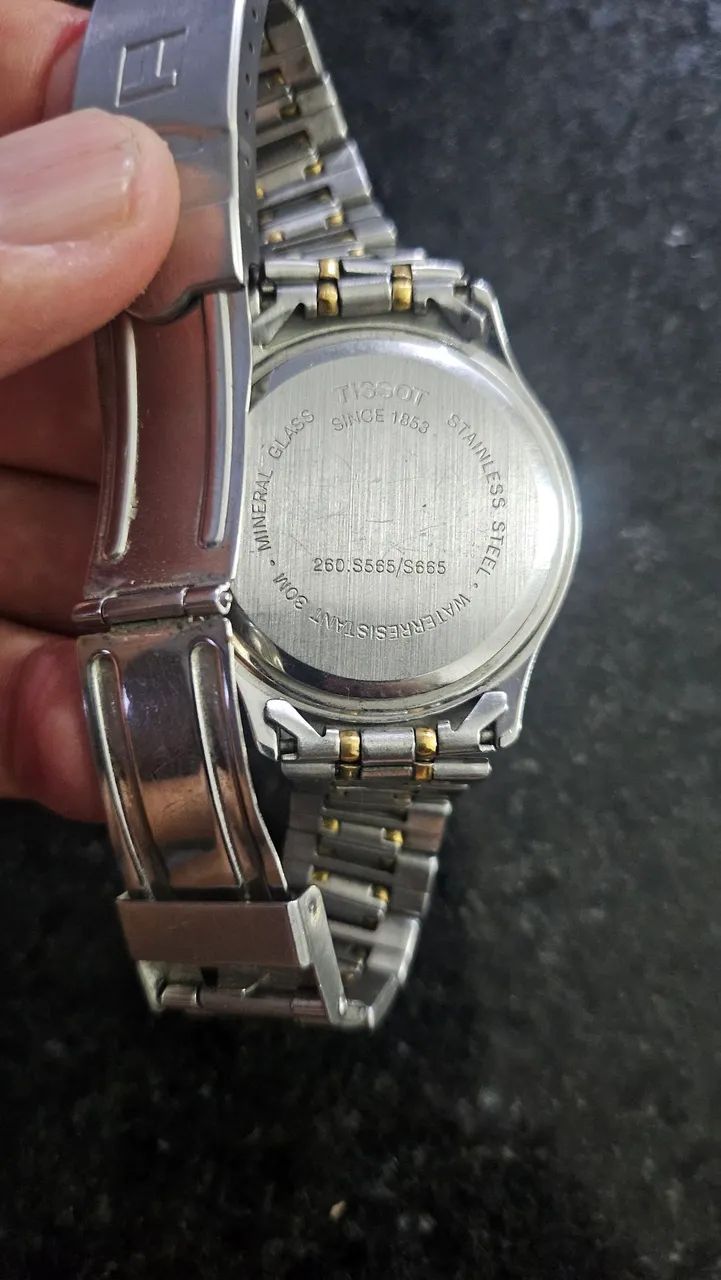 T
TISSOT
SINCE 1853
STAINLESS STEEL • WATERRESISTANT 30M • MINERAL GLASS
260.S565/S665